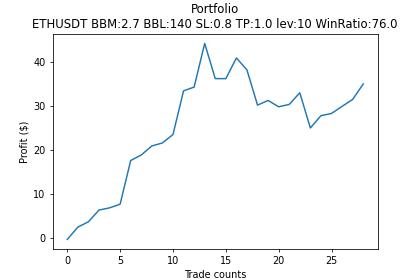 Portfolio
ETHUSDT BBM:2.7 BBL:140 SL:0.8 TP:1.0 lev:10 WinRatio:76.0
40
30
20
10
0
Profit ($)
0 5 10 15 20 25
Trade counts